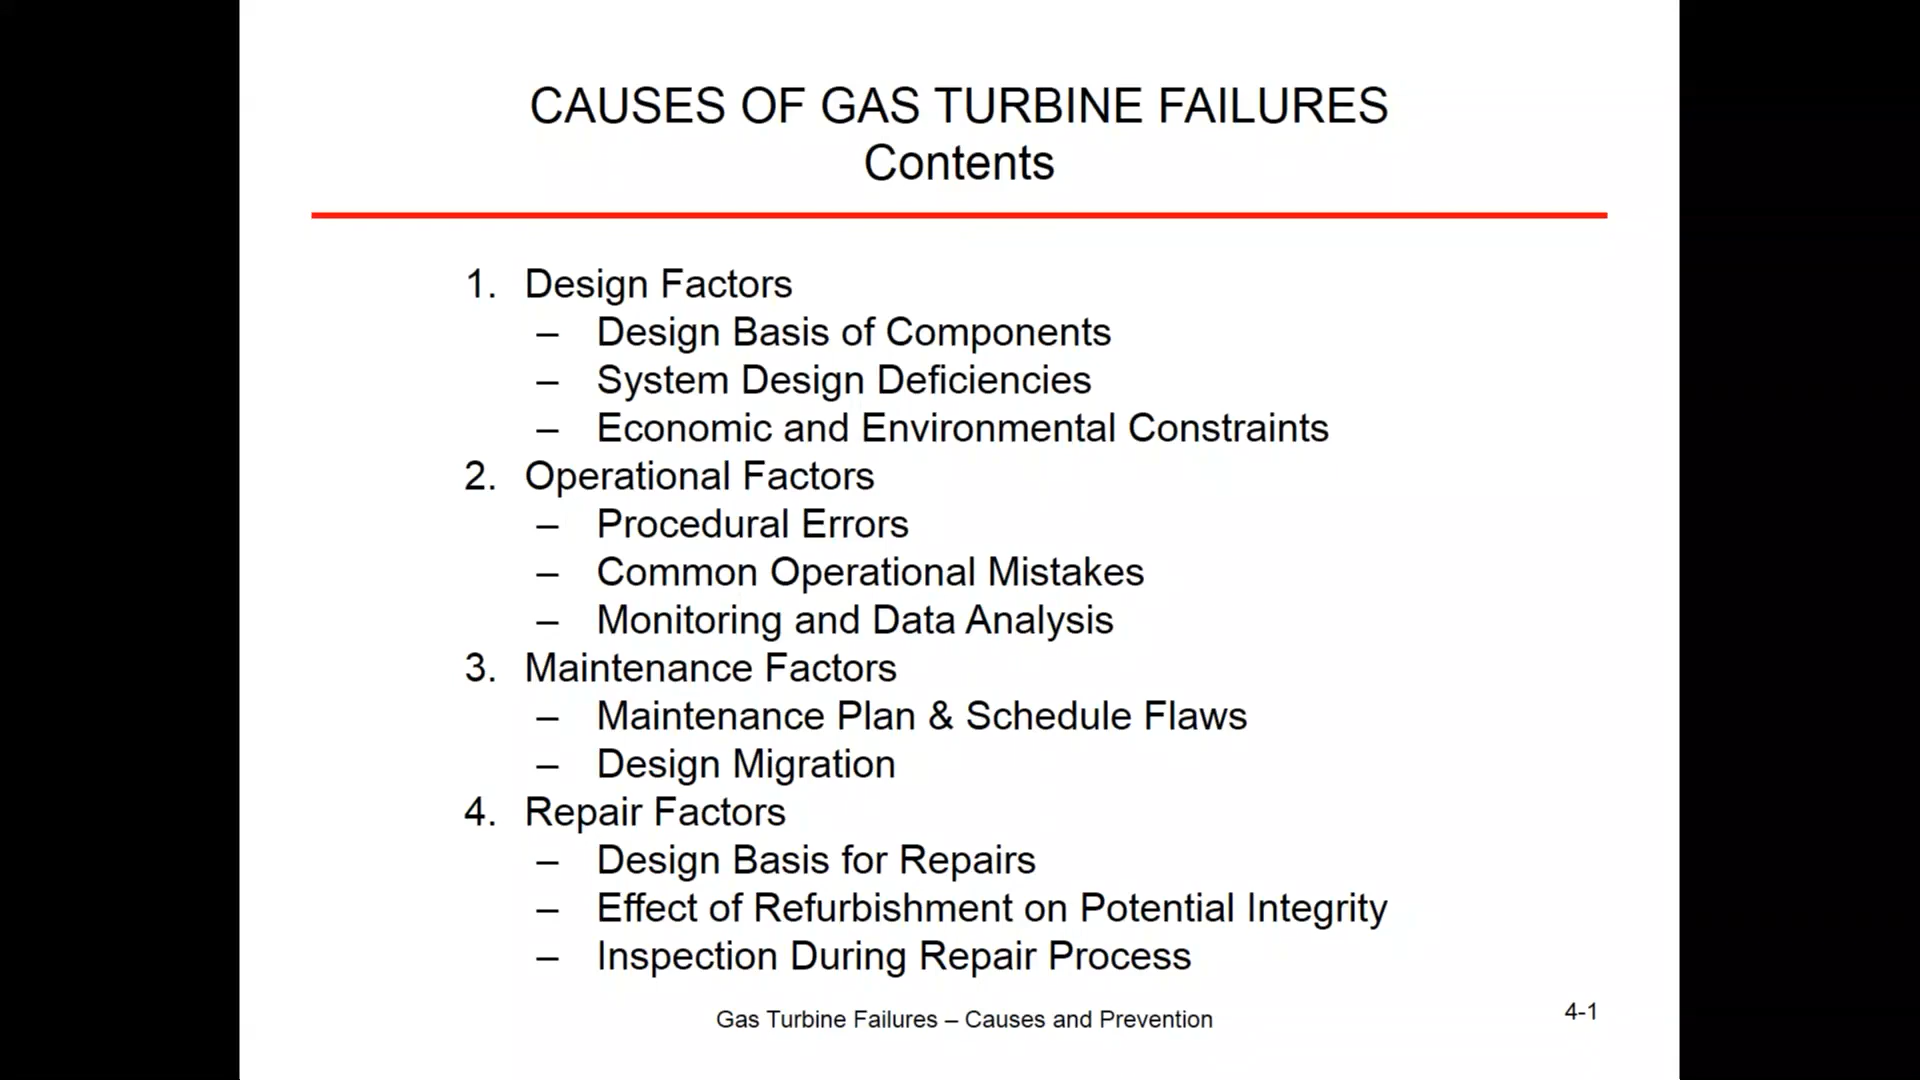 CAUSES OF GAS TURBINE FAILURES
Contents
1. Design Factors
– Design Basis of Components
– System Design Deficiencies
– Economic and Environmental Constraints
2. Operational Factors
– Procedural Errors
– Common Operational Mistakes
– Monitoring and Data Analysis
3. Maintenance Factors
– Maintenance Plan & Schedule Flaws
– Design Migration
4. Repair Factors
– Design Basis for Repairs
– Effect of Refurbishment on Potential Integrity
– Inspection During Repair Process
Gas Turbine Failures – Causes and Prevention
4-1